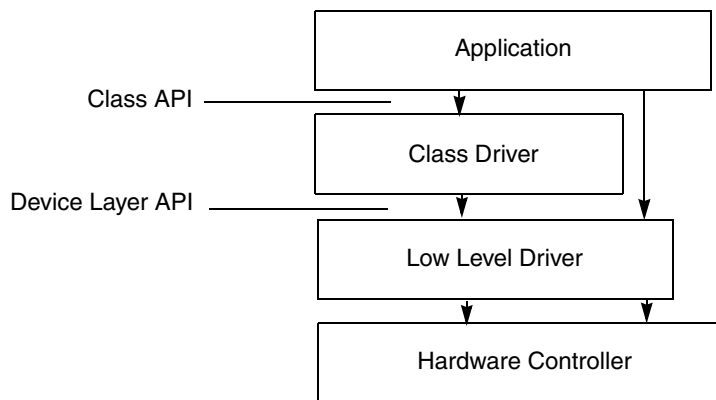 Application
Class API
Class Driver
Device Layer API
Low Level Driver
Hardware Controller